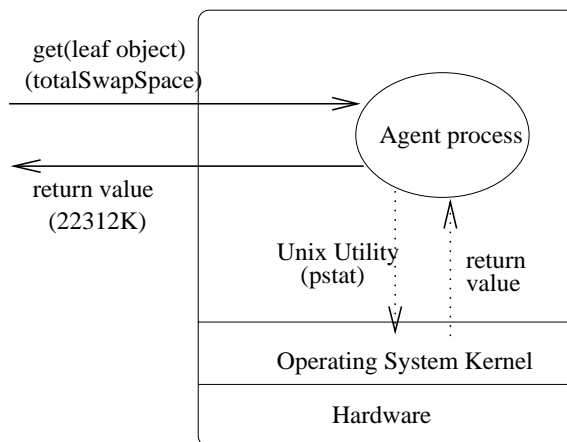 get(leaf object)
(totalSwapSpace)
Agent process
return value
(22312K)
Unix Utility
(pstat)
return
value
Operating System Kernel
Hardware